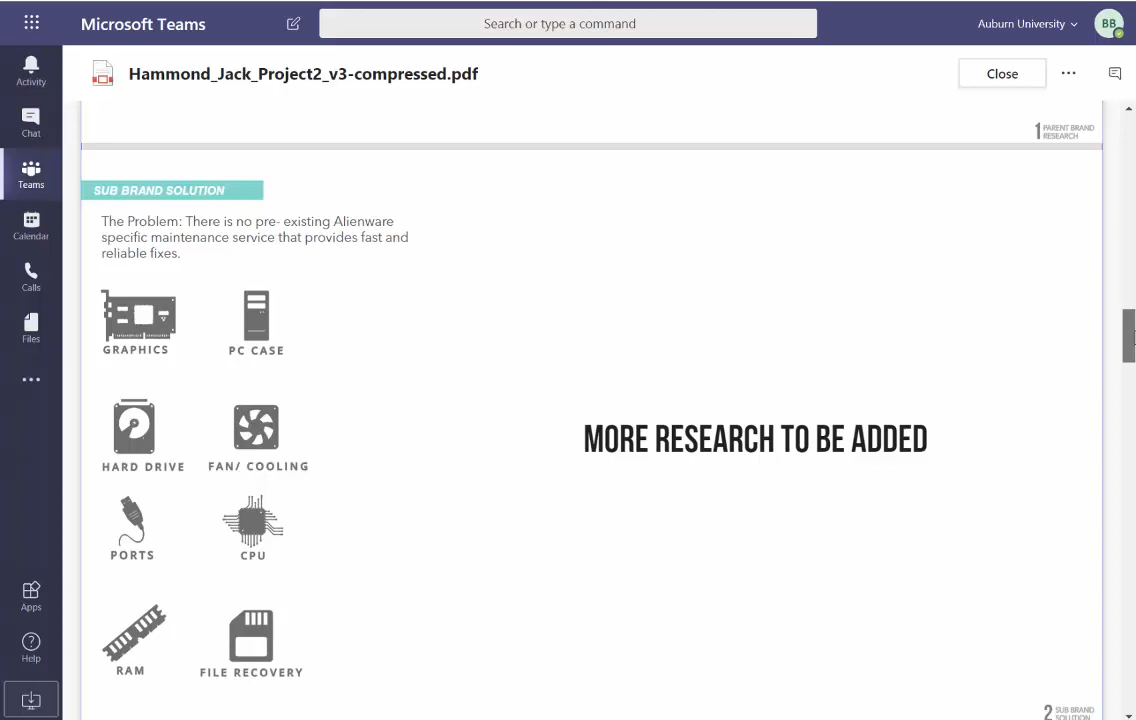 Microsoft Teams
Search or type a command
Auburn University
BB
Activity
Chat
Teams
Calendar
Calls
Files
Apps
Help
Hammond_Jack_Project2_v3-compressed.pdf
Close
1 PARENT BRAND
RESEARCH
SUB BRAND SOLUTION
The Problem: There is no pre- existing Alienware
specific maintenance service that provides fast and
reliable fixes.
GRAPHICS
PC CASE
HARD DRIVE
FAN/ COOLING
PORTS
CPU
RAM
FILE RECOVERY
MORE RESEARCH TO BE ADDED
2 SUB BRAND
SOLUTION